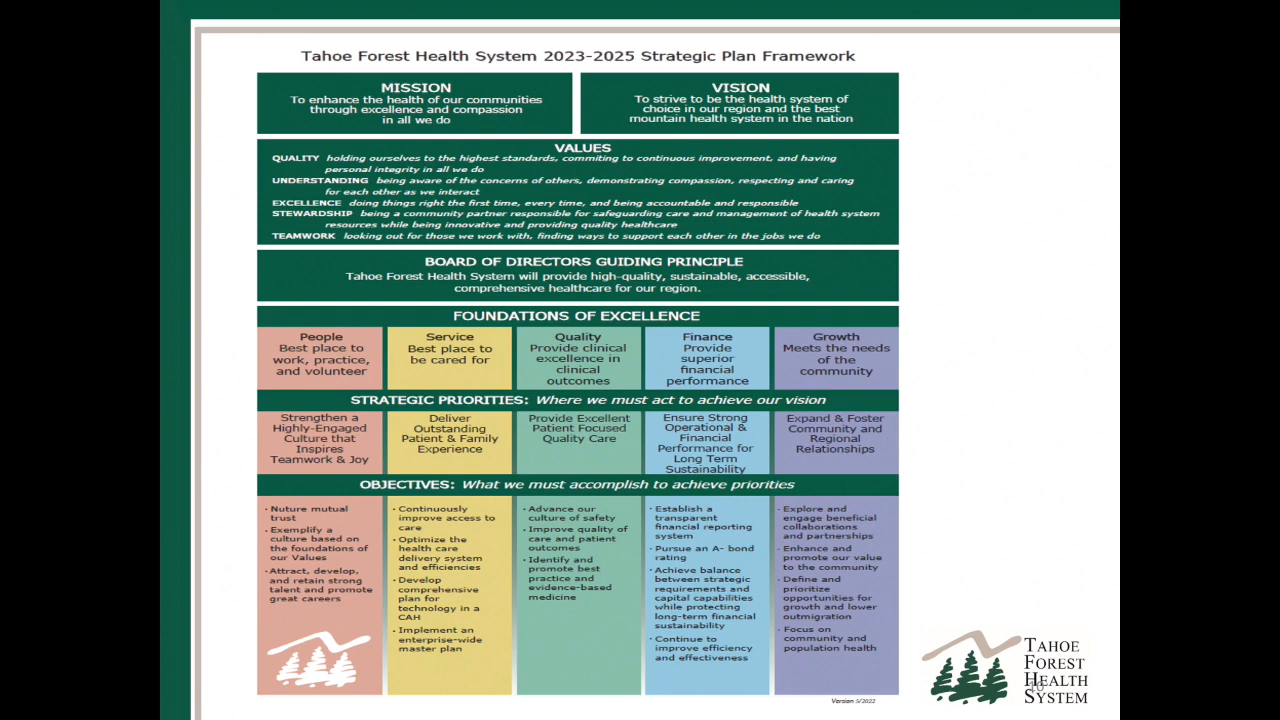 Tahoe Forest Health System 2023-2025 Strategic Plan Framework
MISSION
To enhance the health of our communities
through excellence and compassion
in all we do
VISION
To strive to be the health system of
choice in our region and the best
mountain health system in the nation
VALUES
QUALITY holding ourselves to the highest standards, commiting to continuous improvement, and having
personal integrity in all we do
UNDERSTANDING being aware of the concerns of others, demonstrating compassion, respecting and caring
for each other as we interact
EXCELLENCE doing things right the first time, every time, and being accountable and responsible
STEWARDSHIP being a community partner responsible for safeguarding care and management of health system
resources while being innovative and providing quality healthcare
TEAMWORK looking out for those we work with, finding ways to support each other in the jobs we do
BOARD OF DIRECTORS GUIDING PRINCIPLE
Tahoe Forest Health System will provide high-quality, sustainable, accessible,
comprehensive healthcare for our region.
FOUNDATIONS OF EXCELLENCE
People
Best place to
work, practice,
and volunteer
Service
Best place to
be cared for
Quality
Provide clinical
excellence in
clinical
outcomes
Finance
Provide
superior
financial
performance
Growth
Meets the needs
of the
community
STRATEGIC PRIORITIES: Where we must act to achieve our vision
Strengthen a
Highly-Engaged
Culture that
Inspires
Teamwork & Joy
Deliver
Outstanding
Patient & Family
Experience
Provide Excellent
Patient Focused
Quality Care
Ensure Strong
Operational &
Financial
Performance for
Long Term
Sustainability
Expand & Foster
Community and
Regional
Relationships
OBJECTIVES: What we must accomplish to achieve priorities
· Nuture mutual
trust
· Exemplify a
culture based on
the foundations of
our Values
· Attract, develop,
and retain strong
talent and promote
great careers
· Continuously
improve access to
care
· Optimize the
health care
delivery system
and efficiencies
· Develop
comprehensive
plan for
technology in a
CAH
· Implement an
enterprise-wide
master plan
· Advance our
culture of safety
· Improve quality of
care and patient
outcomes
· Identify and
promote best
practice and
evidence-based
medicine
· Establish a
transparent
financial reporting
system
· Pursue an A- bond
rating
· Achieve balance
between strategic
requirements and
capital capabilities
while protecting
long-term financial
sustainability
· Continue to
improve efficiency
and effectiveness
· Explore and
engage beneficial
collaborations
and partnerships
· Enhance and
promote our value
to the community
· Define and
prioritize
opportunities for
growth and lower
outmigration
· Focus on
community and
population health
Version 5/2022
TAHOE
FOREST
HEALTH
SYSTEM
10